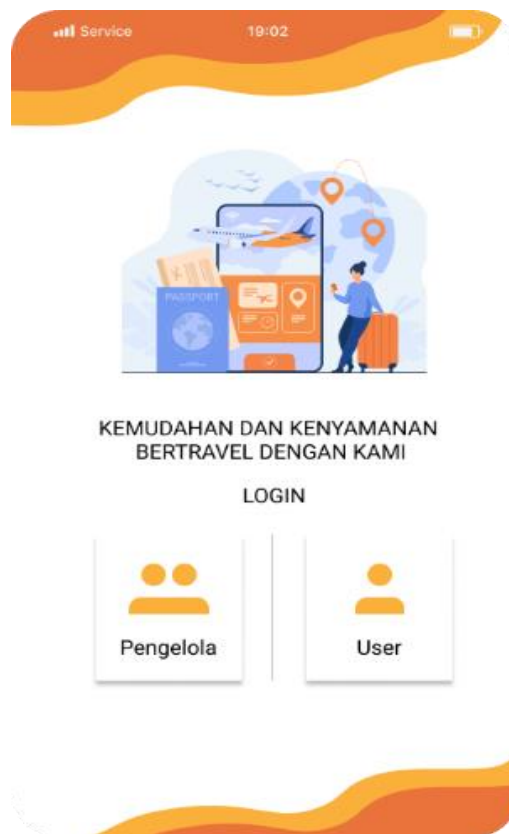 Service 19:02
PASSPORT
KEMUDAHAN DAN KENYAMANAN
BERTRAVEL DENGAN KAMI
LOGIN
Pengelola User